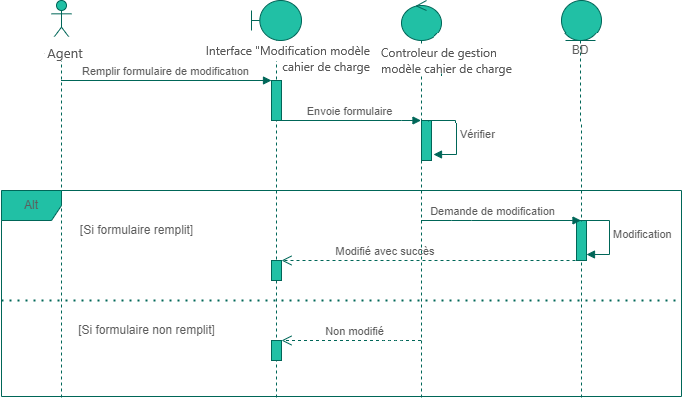 Agent
Interface "Modification modèle
cahier de charge
Controleur de gestion
modèle cahier de charge
BD
Remplir formulaire de modification
Envoie formulaire
Vérifier
Alt
[Si formulaire remplit]
Demande de modification
Modification
Modifié avec succès
[Si formulaire non remplit]
Non modifié